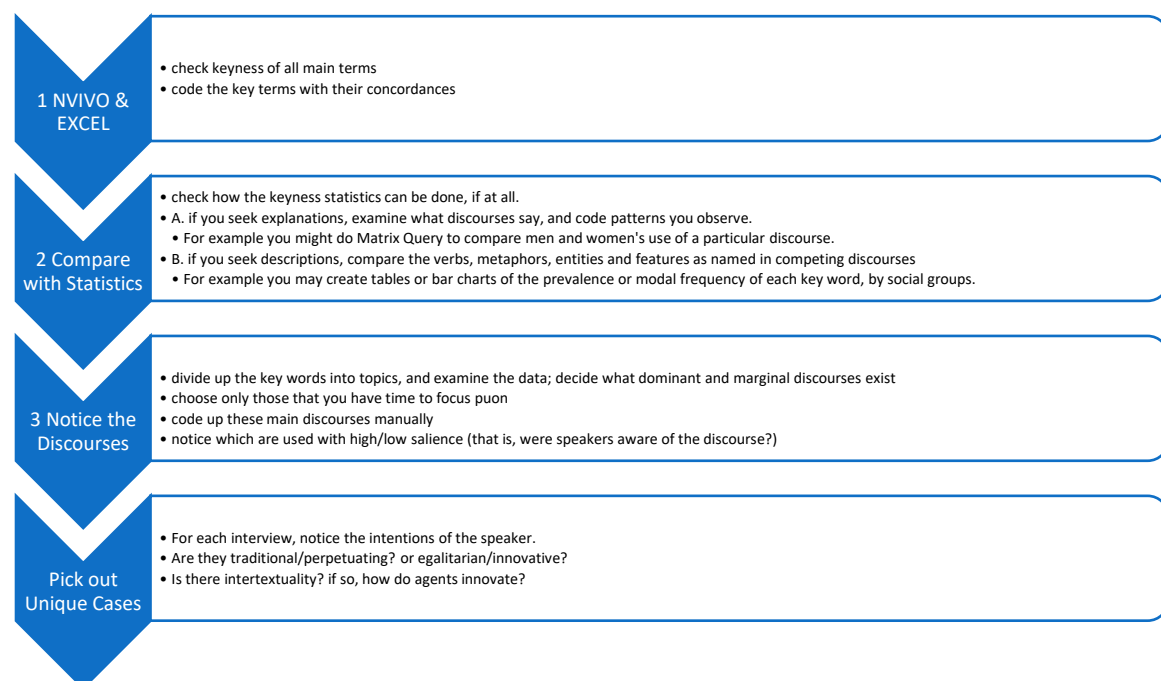 1 NVIVO &
EXCEL
• check keyness of all main terms
• code the key terms with their concordances
2 Compare
with Statistics
• check how the keyness statistics can be done, if at all.
• A. if you seek explanations, examine what discourses say, and code patterns you observe.
• For example you might do Matrix Query to compare men and women's use of a particular discourse.
• B. if you seek descriptions, compare the verbs, metaphors, entities and features as named in competing discourses
• For example you may create tables or bar charts of the prevalence or modal frequency of each key word, by social groups.
3 Notice the
Discourses
• divide up the key words into topics, and examine the data; decide what dominant and marginal discourses exist
• choose only those that you have time to focus puon
• code up these main discourses manually
• notice which are used with high/low salience (that is, were speakers aware of the discourse?)
Pick out
Unique Cases
• For each interview, notice the intentions of the speaker.
• Are they traditional/perpetuating? or egalitarian/innovative?
• Is there intertextuality? if so, how do agents innovate?